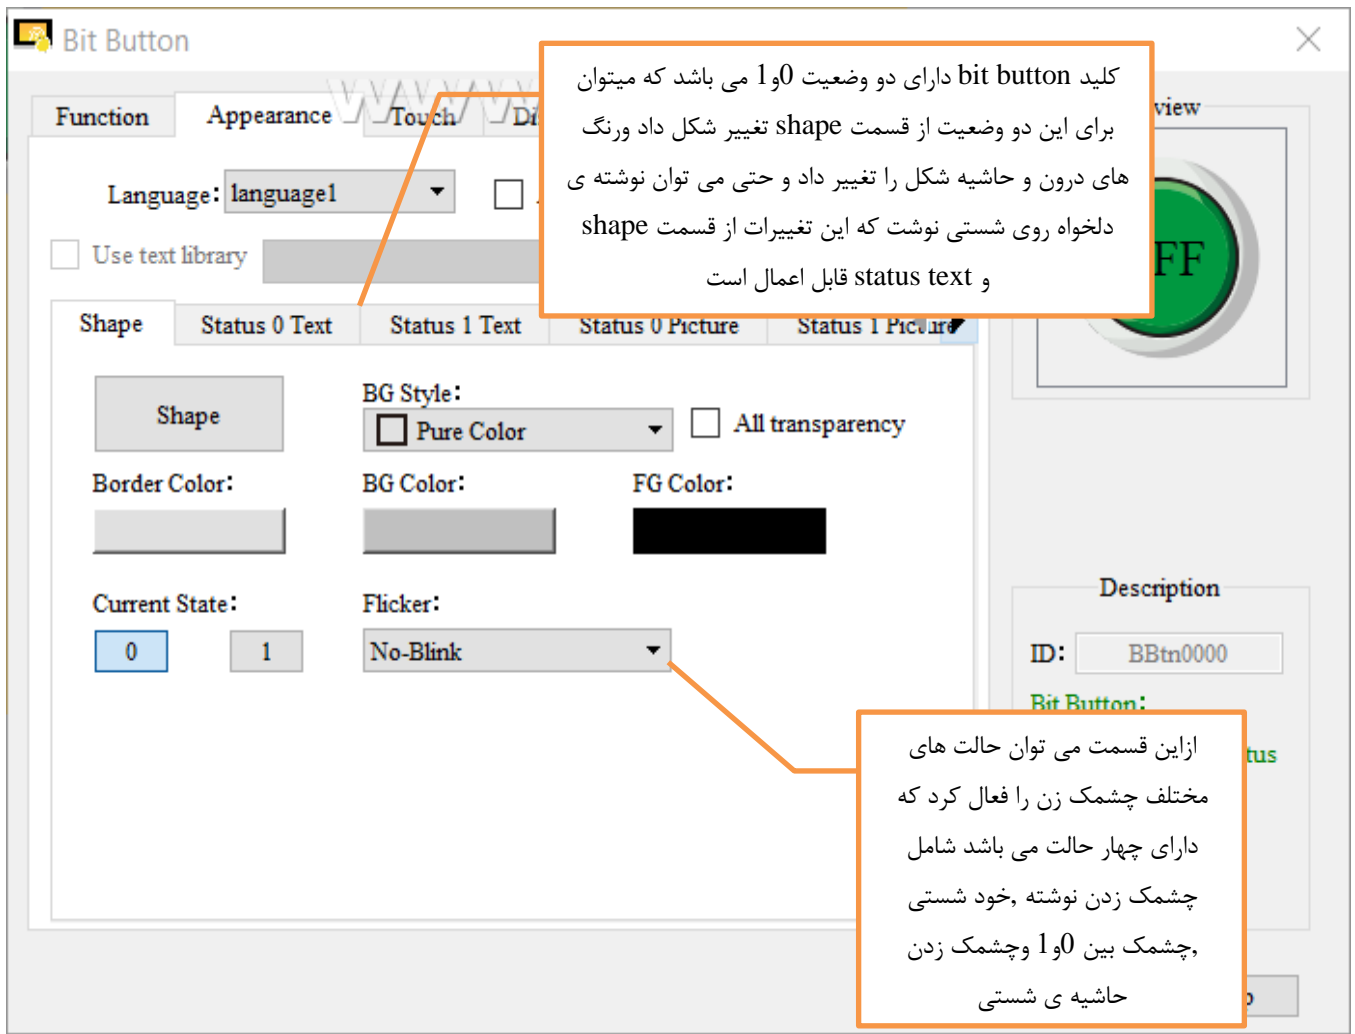 Bit Button
کلید bit button دارای دو وضعیت 0و1 می باشد که میتوان
برای این دو وضعیت از قسمت shape تغییر شکل داد ورنگ
های درون و حاشیه شکل را تغییر داد و حتی می توان نوشته ی
دلخواه روی شستی نوشت که این تغییرات از قسمت shape
و status text قابل اعمال است
Function Appearance Touch
Language: language1
Use text library
Shape Status 0 Text Status 1 Text Status 0 Picture Status 1 Picture
Shape
BG Style:
Pure Color
All transparency
Border Color: BG Color: FG Color:
Current State: Flicker:
0 1 No-Blink
Description
ID: BBtn0000
Bit Button:
ازاین قسمت می توان حالت های
مختلف چشمک زن را فعال کرد که
دارای چهار حالت می باشد شامل
چشمک زدن نوشته ,خود شستی
,چشمک بین 0و1 وچشمک زدن
حاشیه ی شستی